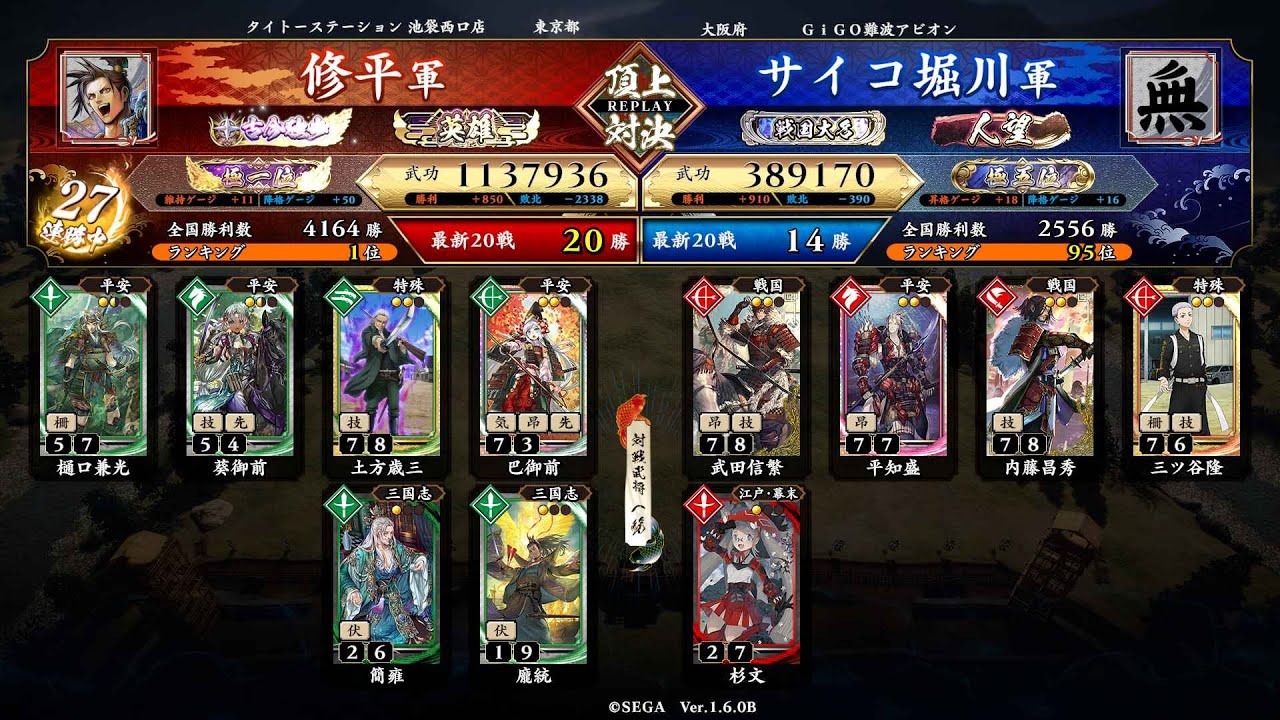 タイトーステーション 池袋西口店 東京都 大阪府 GiGO難波アビオン
修平軍
頂上
REPLAY
対決
サイコ堀川軍
無
英雄
戦国大名
人望
27
連勝中
極一位
武功 1137936
武功 389170
極五位
維持ゲージ +11 降格ゲージ +50
勝利 +850 敗北 -2338
勝利 +910 敗北 -390
昇格ゲージ +18 降格ゲージ +16
全国勝利数 4164勝
最新20戦 20勝
最新20戦 14勝
全国勝利数 2556勝
ランキング 1位
ランキング 95位
平安
柵
5 7
樋口兼光
平安
技 先
5 4
葵御前
特殊
技
7 8
土方歳三
平安
気 昂 先
7 3
巴御前
戦国
昂 技
7 8
武田信繁
平安
昂
7 7
平知盛
戦国
技
7 8
内藤昌秀
特殊
柵 技
7 6
三ツ谷隆
対戦武将一覧
三国志
伏
2 6
簡雍
三国志
伏
1 9
龐統
江戸・幕末
2 7
杉文
©SEGA Ver.1.6.0B